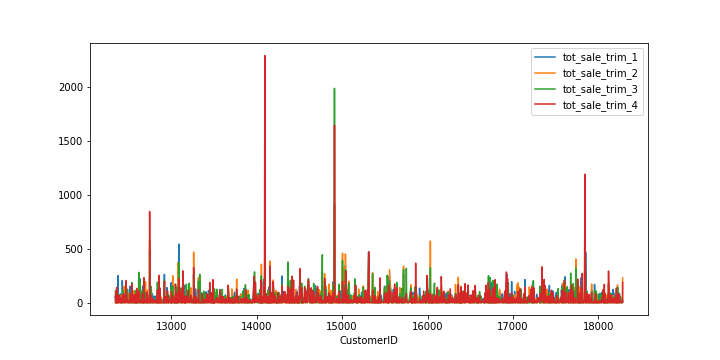 tot_sale_trim_1
tot_sale_trim_2
tot_sale_trim_3
tot_sale_trim_4
2000
1500
1000
500
0
13000 14000 15000 16000 17000 18000
CustomerID